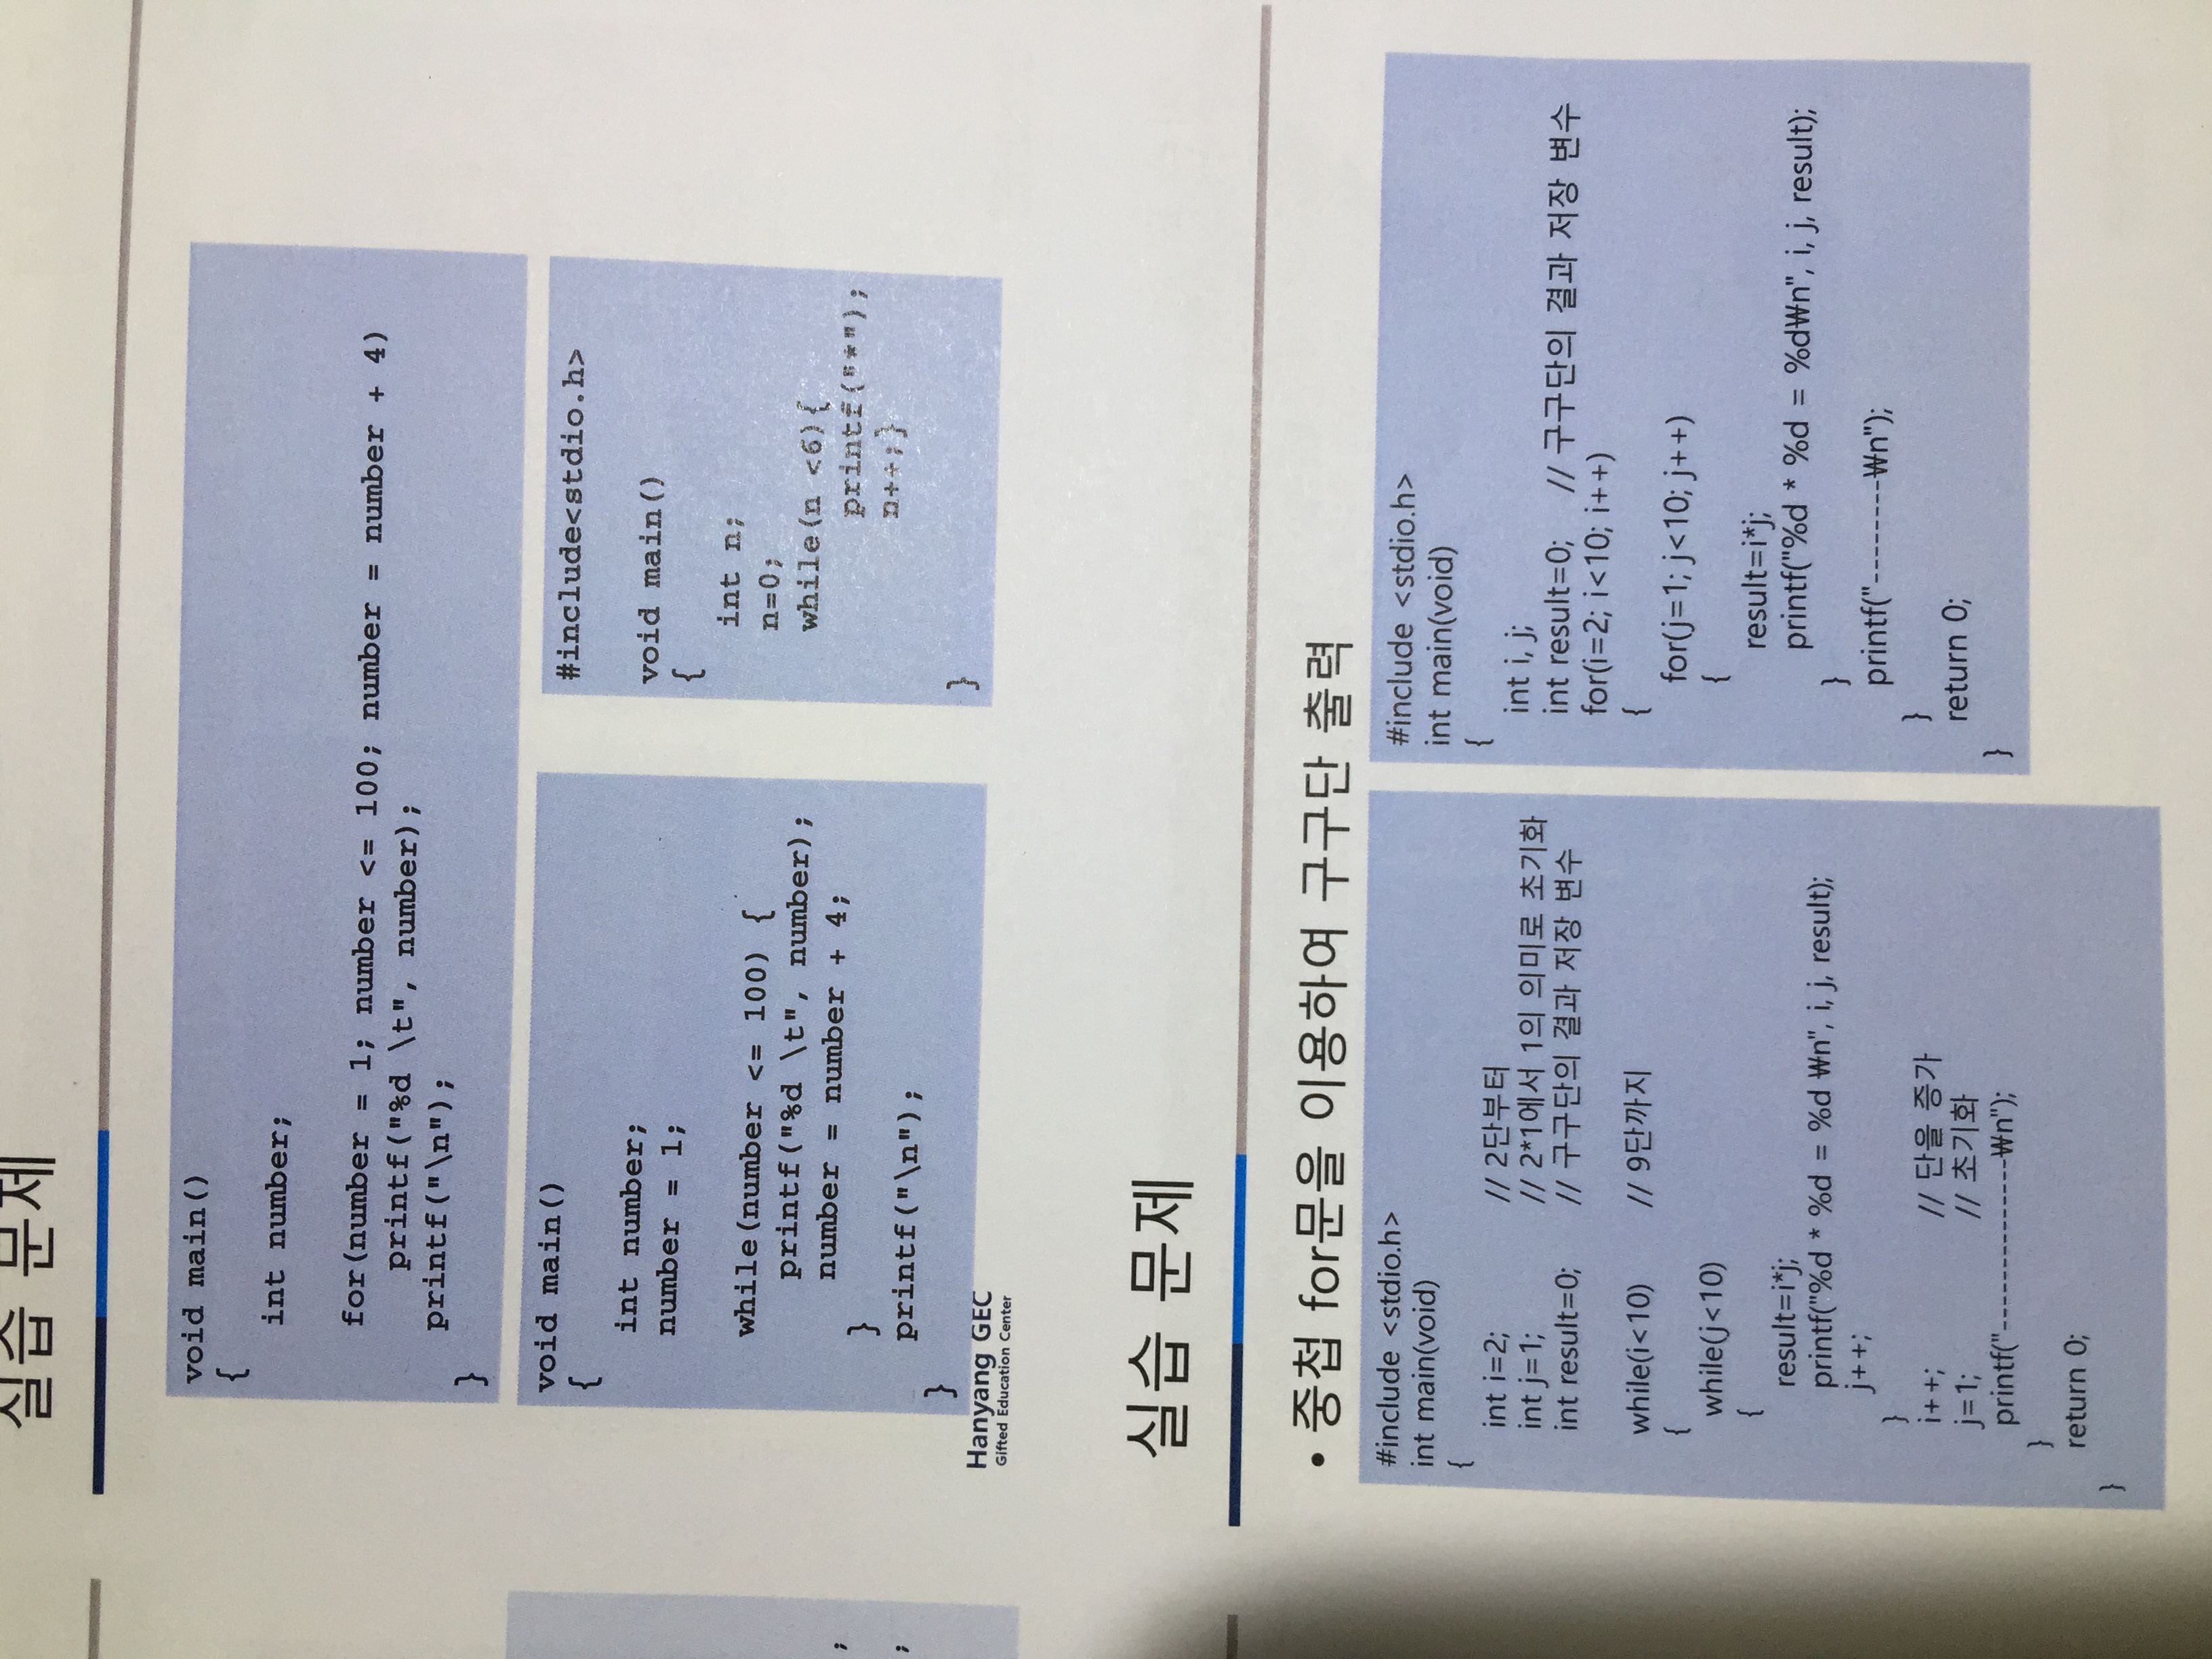 실습 문제
void main()
{
int number;
for(number = 1; number <= 100; number = number + 4)
printf("%d \t", number);
printf("\n");
}
void main()
{
int number;
number = 1;
while(number <= 100) {
printf("%d \t", number);
number = number + 4;
}
printf("\n");
}
#include<stdio.h>
void main()
{
int n;
n=0;
while(n <6){
printf("*");
n++;}
}
;
;
Hanyang GEC
Gifted Education Center
실습 문제
• 중첩 for문을 이용하여 구구단 출력
#include <stdio.h>
int main(void)
{
int i=2; // 2단부터
int j=1; // 2*1에서 1의 의미로 초기화
int result=0; // 구구단의 결과 저장 변수
while(i<10) // 9단까지
{
while(j<10)
{
result=i*j;
printf("%d * %d = %d ₩n", i, j, result);
j++;
}
i++; // 단을 증가
j=1; // 초기화
printf("--------------₩n");
}
return 0;
}
#include <stdio.h>
int main(void)
{
int i, j;
int result=0; // 구구단의 결과 저장 변수
for(i=2; i<10; i++)
{
for(j=1; j<10; j++)
{
result=i*j;
printf("%d * %d = %d₩n", i, j, result);
}
printf("--------₩n");
}
return 0;
}